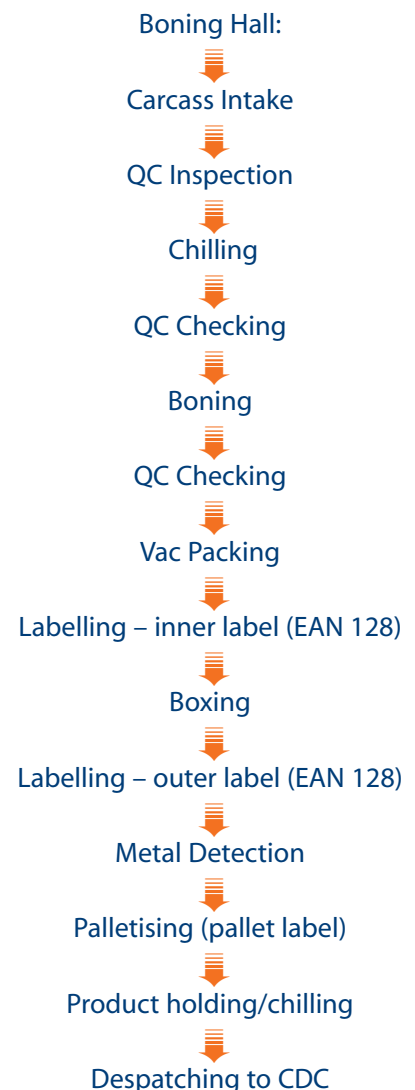 Boning Hall:
Carcass Intake
QC Inspection
Chilling
QC Checking
Boning
QC Checking
Vac Packing
Labelling – inner label (EAN 128)
Boxing
Labelling – outer label (EAN 128)
Metal Detection
Palletising (pallet label)
Product holding/chilling
Despatching to CDC